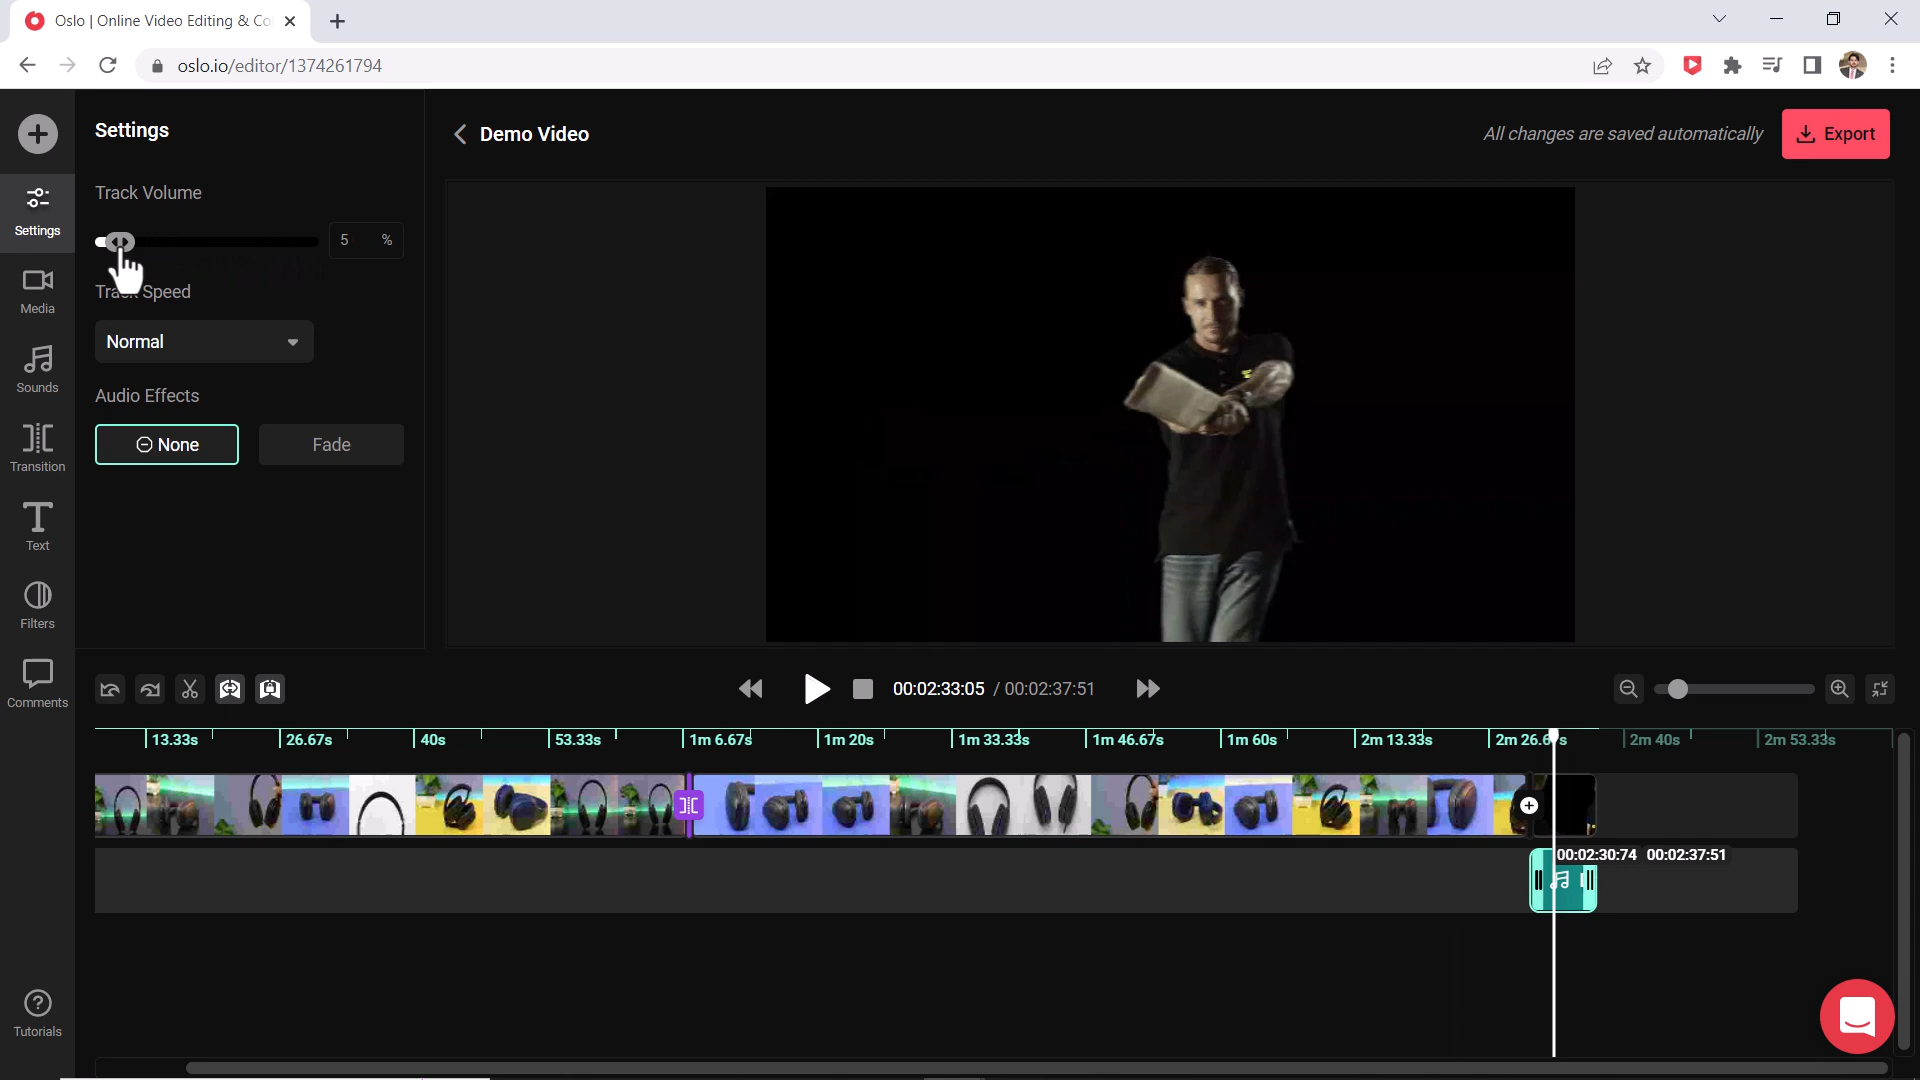 Oslo | Online Video Editing & Co
oslo.io/editor/1374261794
Settings
Demo Video
All changes are saved automatically
Export
Track Volume
5 %
Settings
Track Speed
Media
Normal
Sounds
Audio Effects
None
Fade
Transition
Text
Filters
Comments
00:02:33:05 / 00:02:37:51
13.33s 26.67s 40s 53.33s 1m 6.67s 1m 20s 1m 33.33s 1m 46.67s 1m 60s 2m 13.33s 2m 26.67s 2m 40s 2m 53.33s
00:02:30:74 00:02:37:51
Tutorials